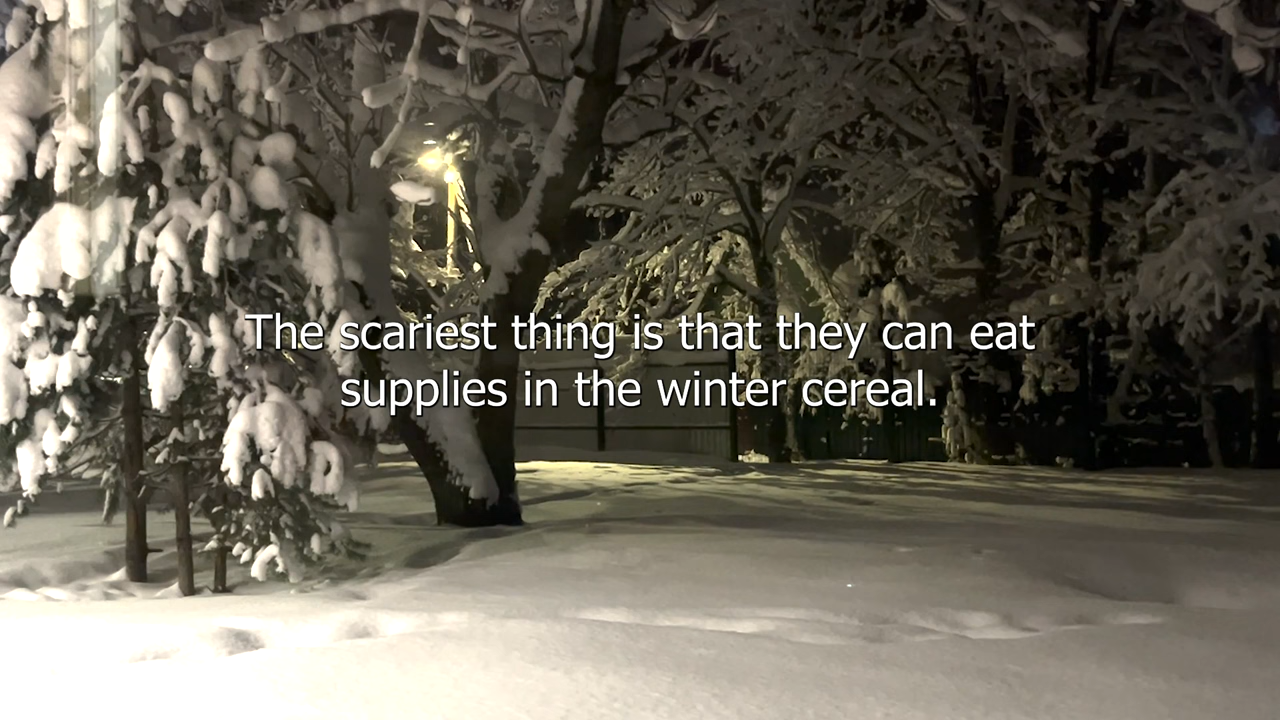 The scariest thing is that they can eat
supplies in the winter cereal.